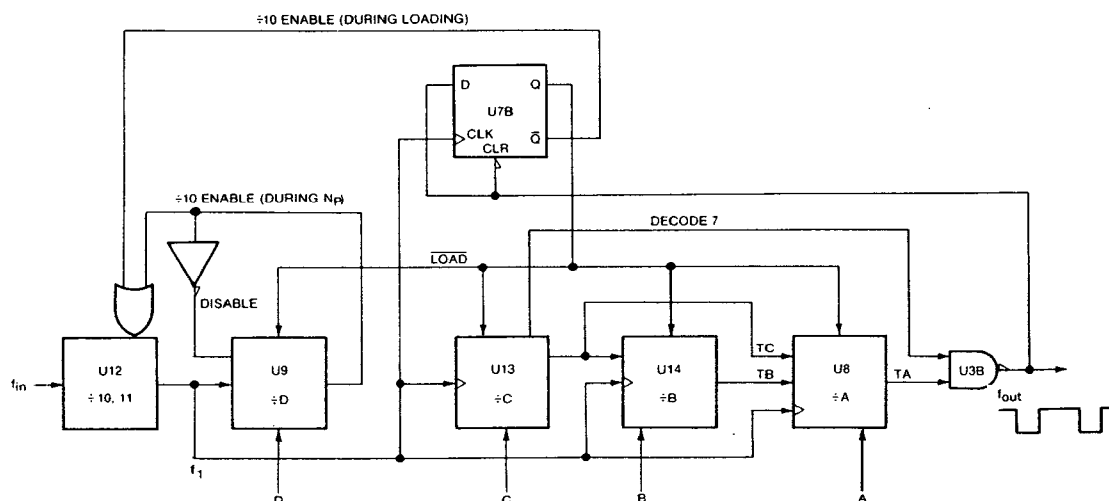 ÷10 ENABLE (DURING LOADING)
D Q
U7B
CLK Q̅
CLR
÷10 ENABLE (DURING Np)
DECODE 7
L̅O̅A̅D̅
DISABLE
TC
U12
÷10, 11
U9
÷D
U13
÷C
U14
÷B
TB
U8
÷A
TA
U3B
fin
fout
f1
D
C
B
A